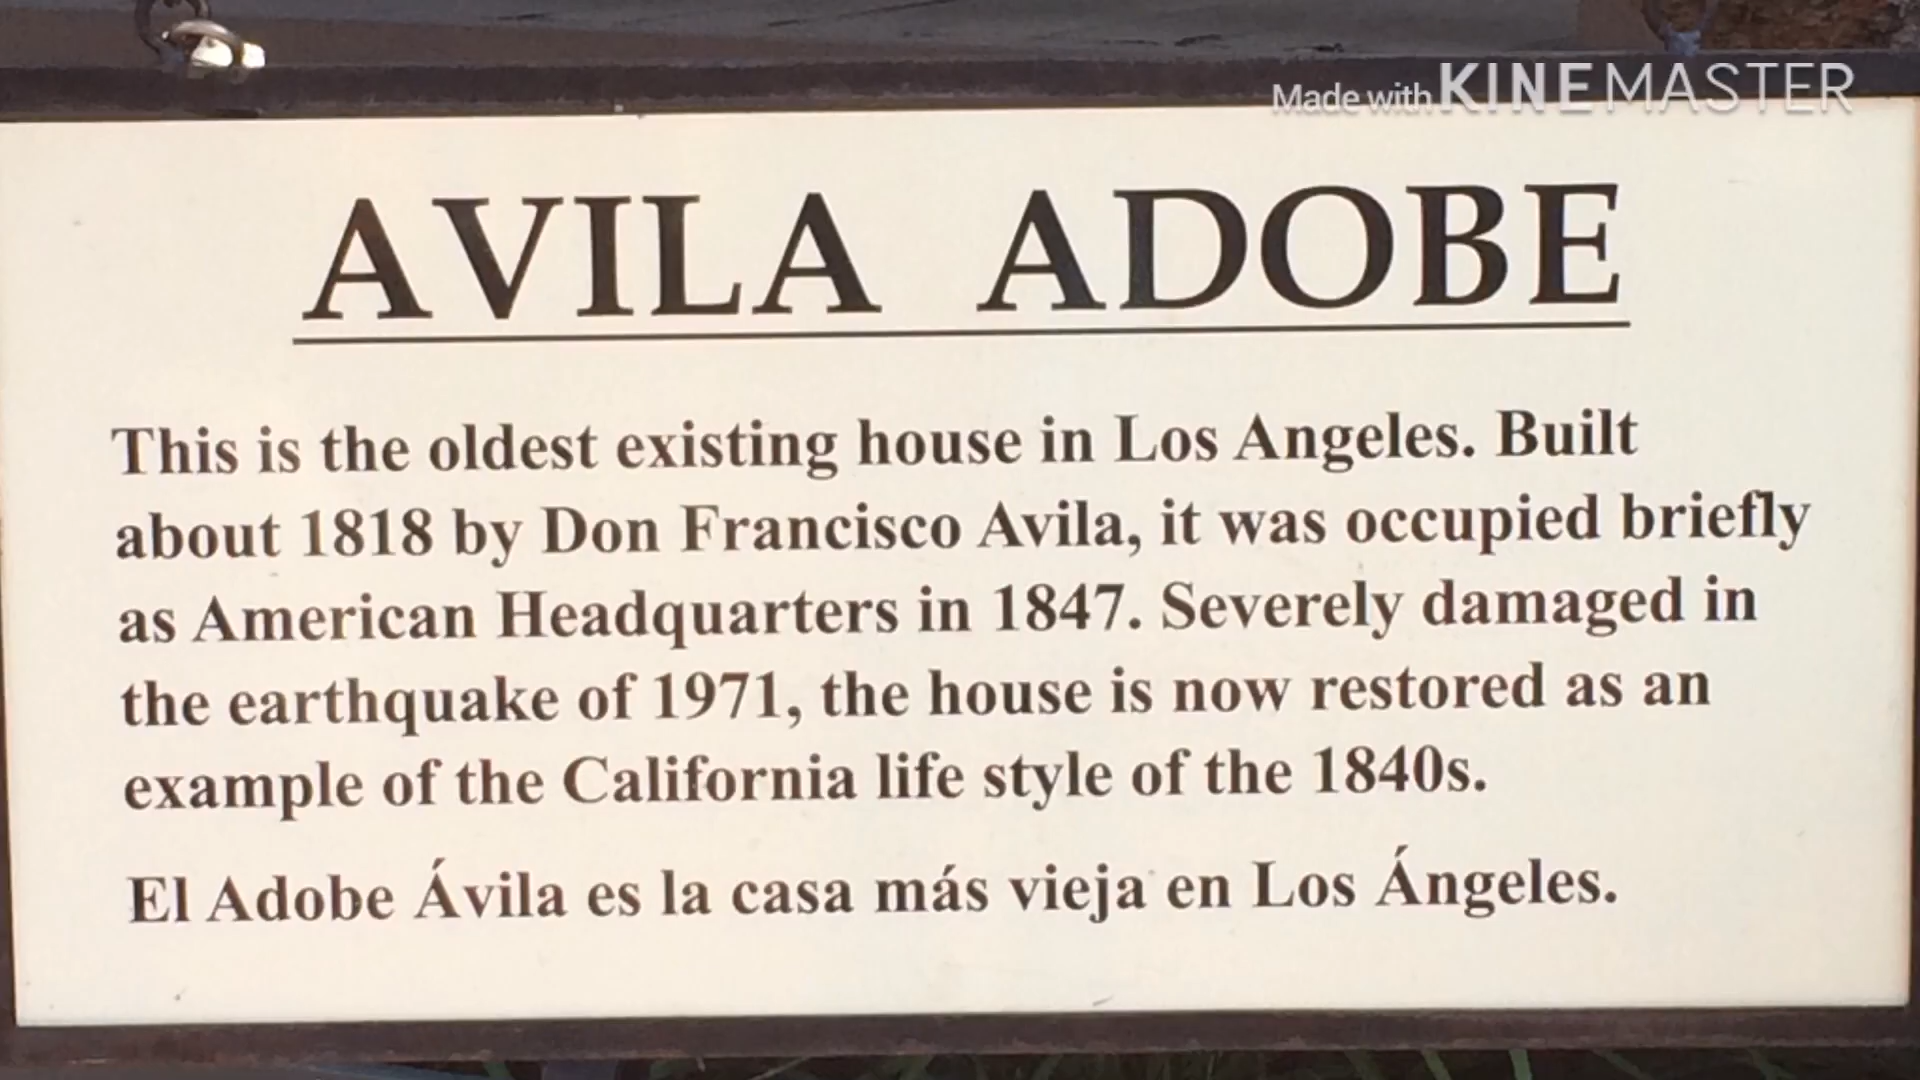 Made with KINEMASTER
AVILA ADOBE
This is the oldest existing house in Los Angeles. Built
about 1818 by Don Francisco Avila, it was occupied briefly
as American Headquarters in 1847. Severely damaged in
the earthquake of 1971, the house is now restored as an
example of the California life style of the 1840s.
El Adobe Ávila es la casa más vieja en Los Ángeles.